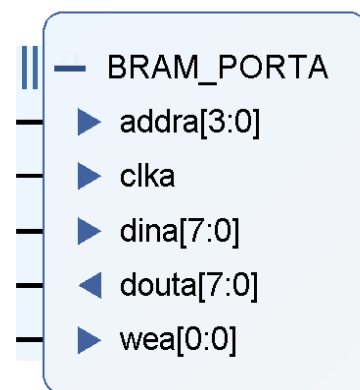 BRAM_PORTA
addra[3:0]
clka
dina[7:0]
douta[7:0]
wea[0:0]